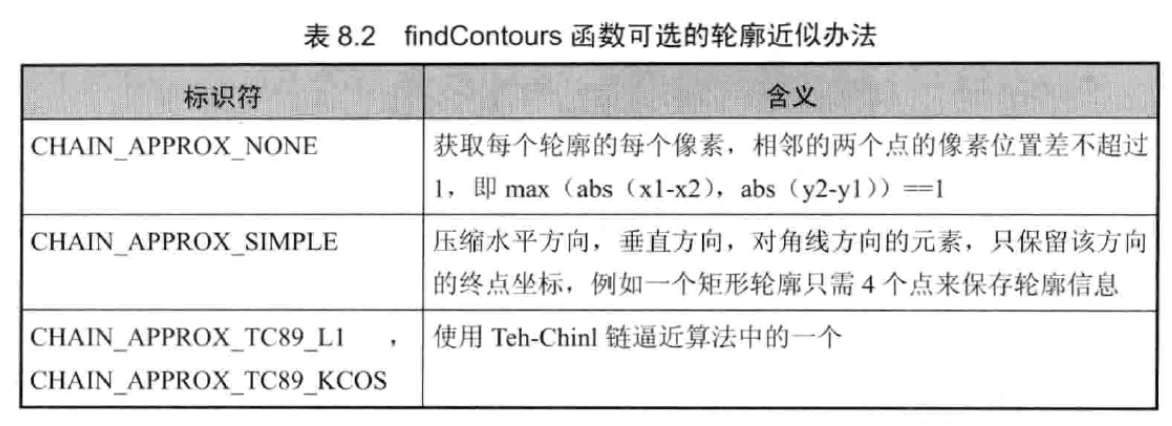 表 8.2 findContours 函数可选的轮廓近似办法
标识符
含义
CHAIN_APPROX_NONE
获取每个轮廓的每个像素，相邻的两个点的像素位置差不超过
1，即 max（abs（x1-x2），abs（y2-y1））==1
CHAIN_APPROX_SIMPLE
压缩水平方向，垂直方向，对角线方向的元素，只保留该方向
的终点坐标，例如一个矩形轮廓只需 4 个点来保存轮廓信息
CHAIN_APPROX_TC89_L1 ，
CHAIN_APPROX_TC89_KCOS
使用 Teh-Chinl 链逼近算法中的一个